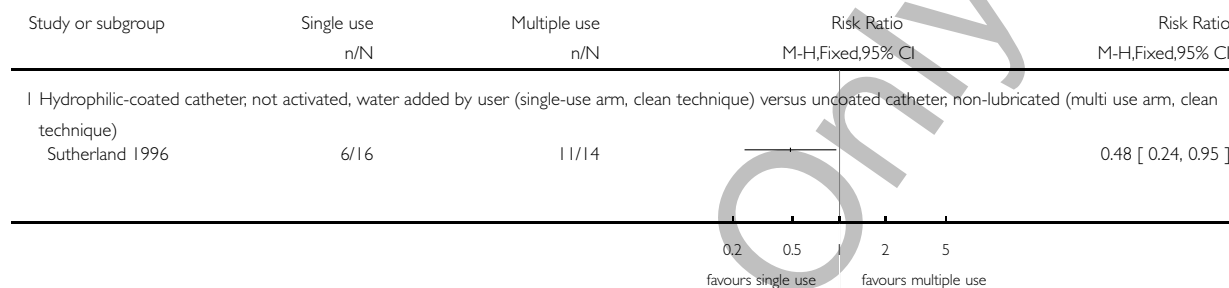 Study or subgroup Single use Multiple use Risk Ratio Risk Ratio
n/N n/N M-H,Fixed,95% CI M-H,Fixed,95% CI
1 Hydrophilic-coated catheter, not activated, water added by user (single-use arm, clean technique) versus uncoated catheter, non-lubricated (multi use arm, clean
technique)
Sutherland 1996 6/16 11/14 0.48 [ 0.24, 0.95 ]
0.2 0.5 1 2 5
favours single use favours multiple use
Only